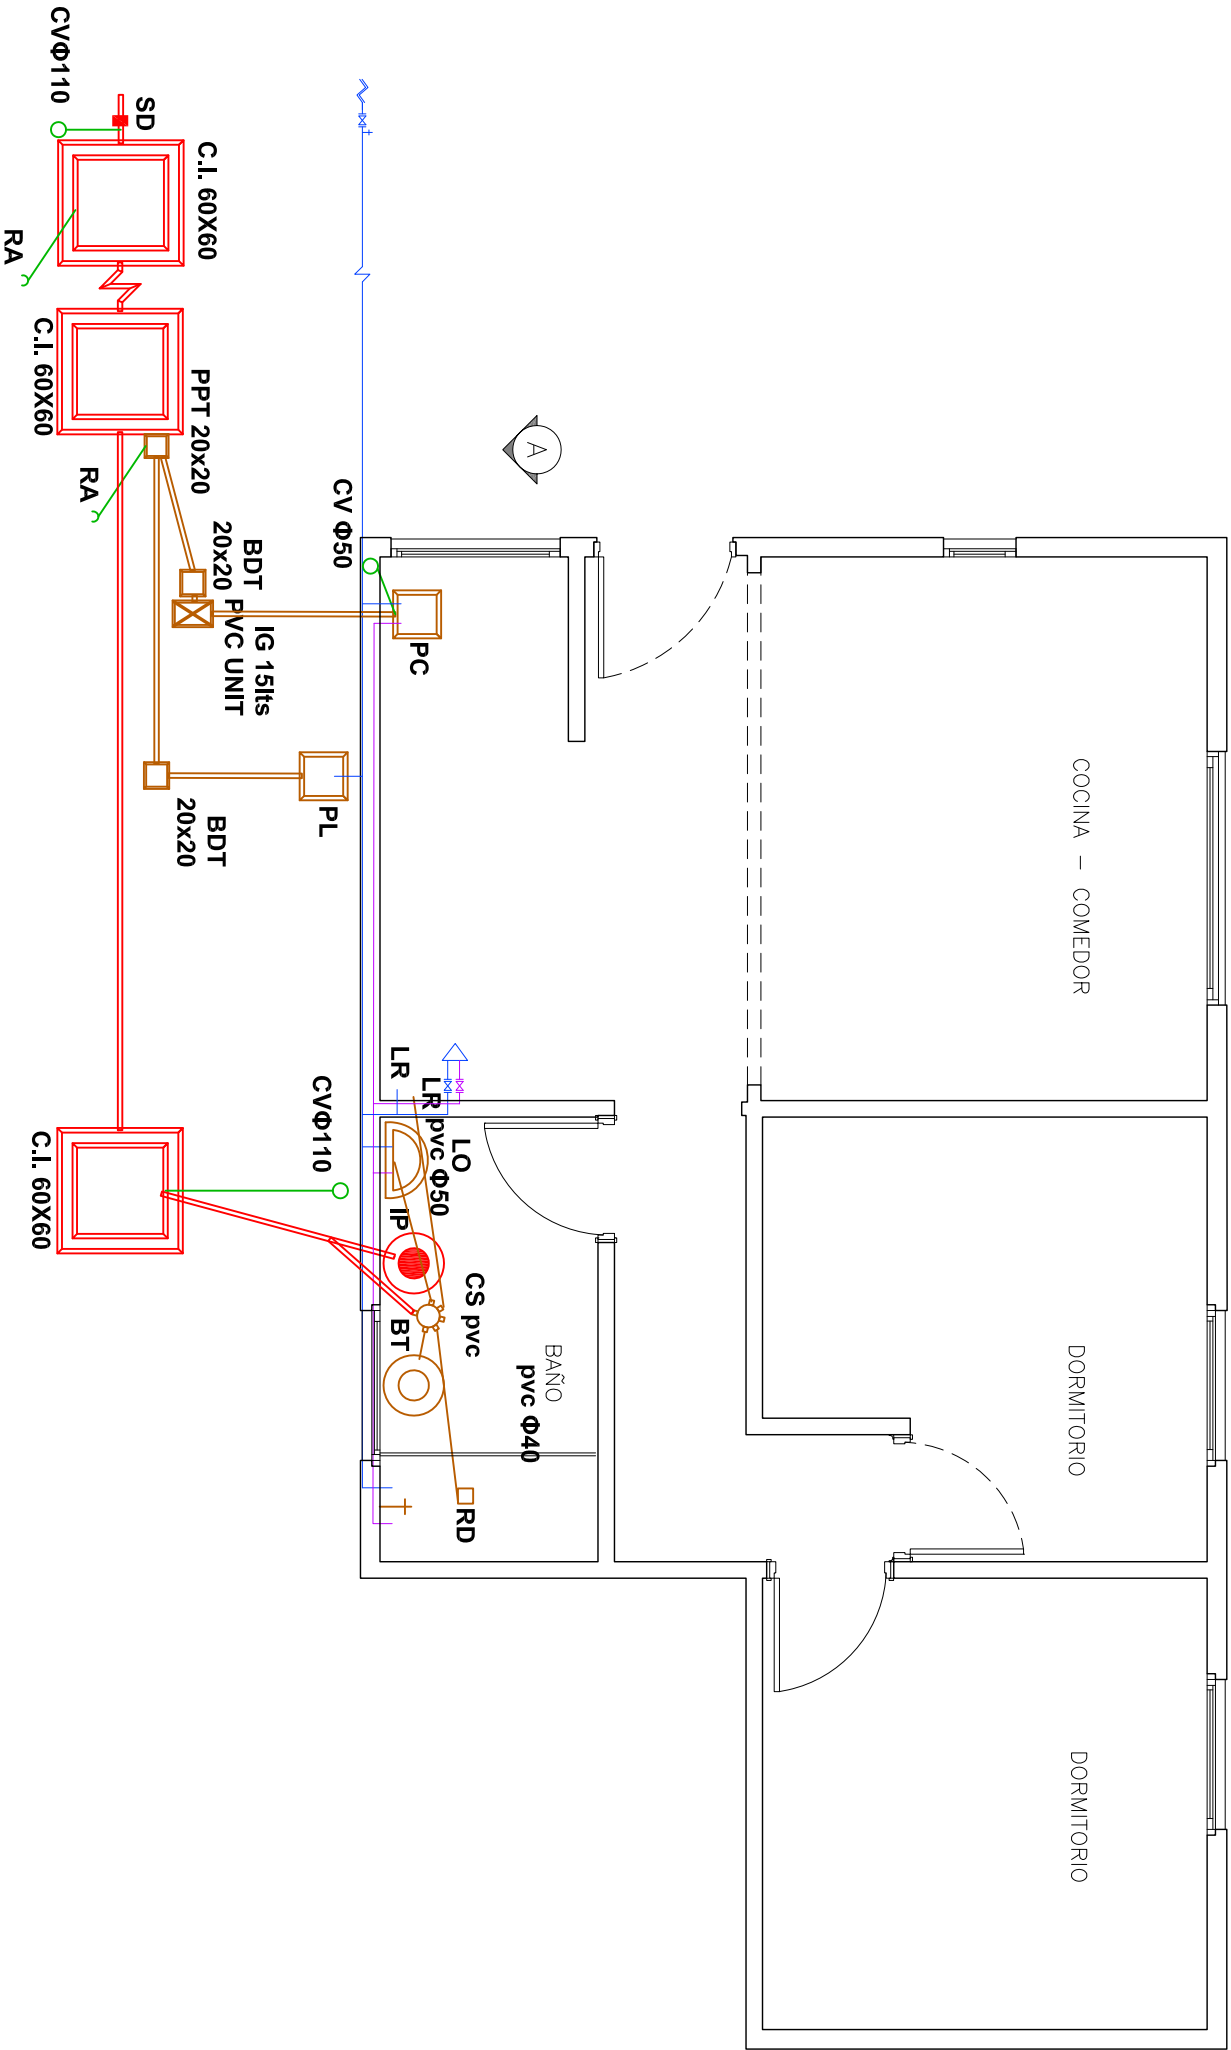 CVΦ110
SD
C.I. 60X60
RA
C.I. 60X60
PPT 20x20
RA
BDT
20x20
IG 15lts
PVC UNIT
CV Φ50
PC
PL
BDT
20x20
A
COCINA - COMEDOR
LR
LR pvc Φ50
LO
CVΦ110
C.I. 60X60
IP
CS pvc
BT
BAÑO
pvc Φ40
RD
DORMITORIO
DORMITORIO